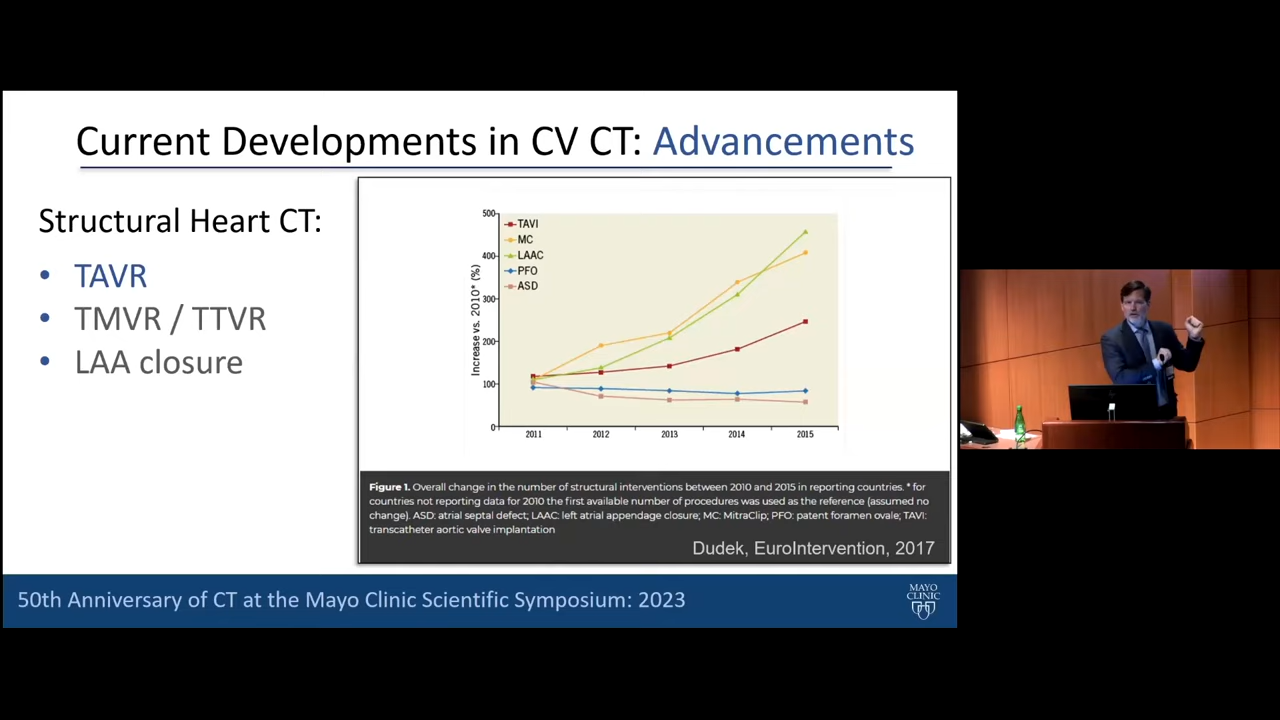 Current Developments in CV CT: Advancements
Structural Heart CT:
• TAVR
• TMVR / TTVR
• LAA closure
Increase vs. 2010* (%)
500
400
300
200
100
0
TAVI
MC
LAAC
PFO
ASD
2011 2012 2013 2014 2015
Figure 1. Overall change in the number of structural interventions between 2010 and 2015 in reporting countries. * for
countries not reporting data for 2010 the first available number of procedures was used as the reference (assumed no
change). ASD: atrial septal defect; LAAC: left atrial appendage closure; MC: MitraClip; PFO: patent foramen ovale; TAVI:
transcatheter aortic valve implantation
Dudek, EuroIntervention, 2017
50th Anniversary of CT at the Mayo Clinic Scientific Symposium: 2023
MAYO
CLINIC